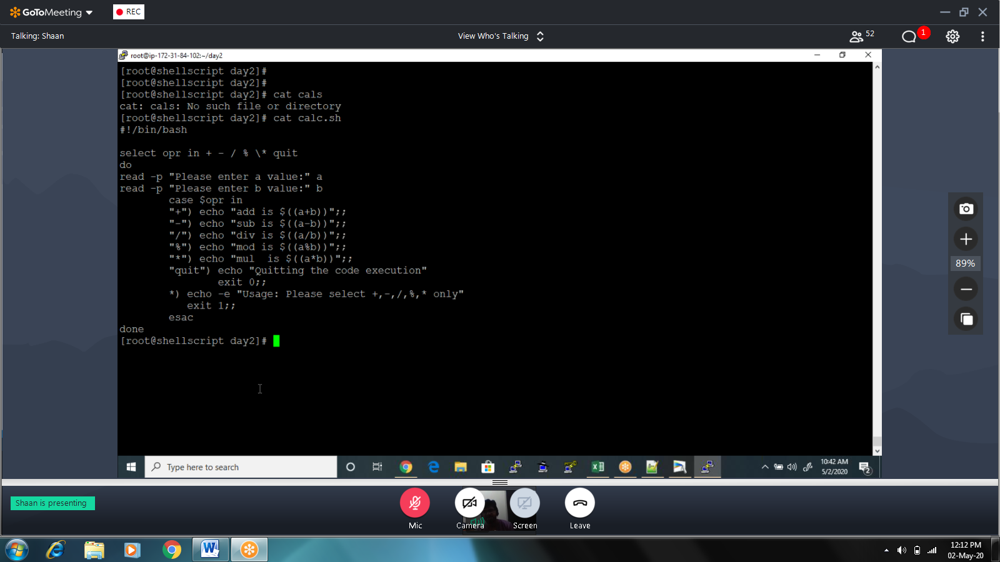 GoToMeeting
REC
Talking: Shaan
View Who's Talking
52
1
root@ip-172-31-84-102:~/day2
[root@shellscript day2]#
[root@shellscript day2]#
[root@shellscript day2]# cat cals
cat: cals: No such file or directory
[root@shellscript day2]# cat calc.sh
#!/bin/bash
select opr in + - / % \* quit
do
read -p "Please enter a value:" a
read -p "Please enter b value:" b
case $opr in
"+") echo "add is $((a+b))";;
"-") echo "sub is $((a-b))";;
"/") echo "div is $((a/b))";;
"%") echo "mod is $((a%b))";;
"*") echo "mul  is $((a*b))";;
"quit") echo "Quitting the code execution"
exit 0;;
*) echo -e "Usage: Please select +,-,/,%,* only"
exit 1;;
esac
done
[root@shellscript day2]#
89%
Type here to search
10:42 AM
5/2/2020
2
Shaan is presenting
Mic
Camera
Screen
Leave
12:12 PM
02-May-20